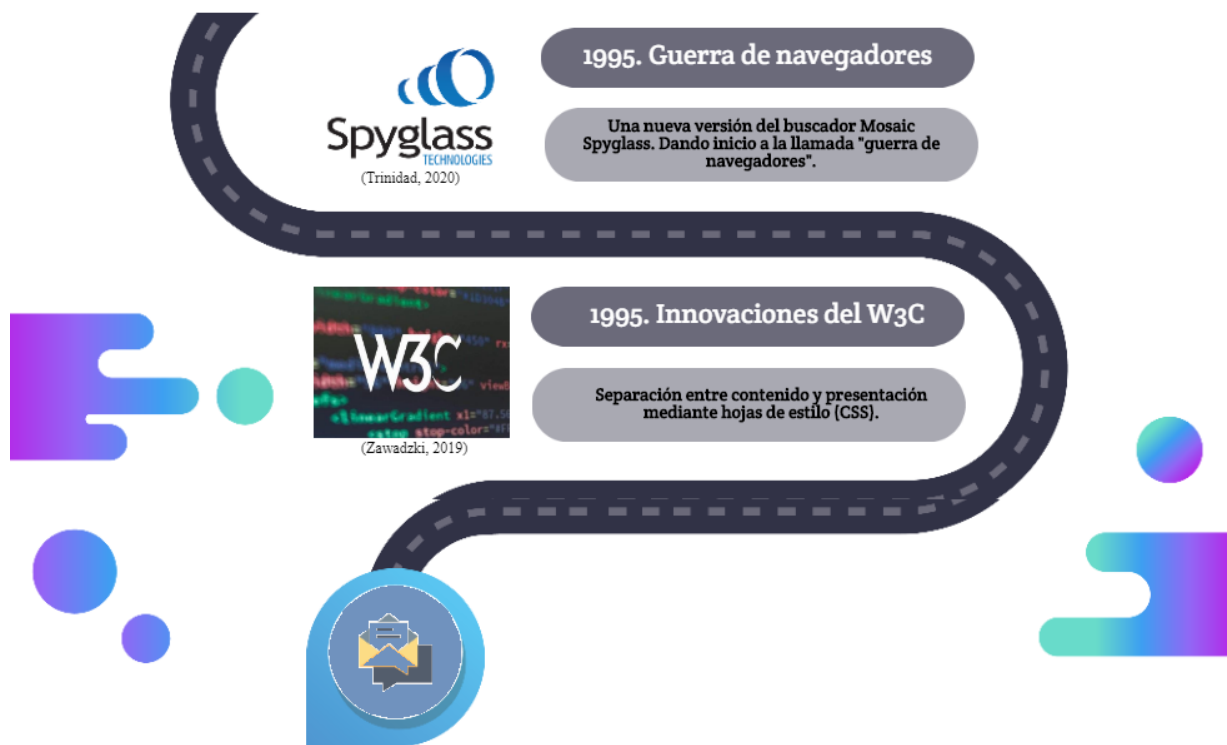 1995. Guerra de navegadores
Spyglass
TECHNOLOGIES
(Trinidad, 2020)
Una nueva versión del buscador Mosaic
Spyglass. Dando inicio a la llamada "guerra de
navegadores".
1995. Innovaciones del W3C
W3C
(Zawadzki, 2019)
Separación entre contenido y presentación
mediante hojas de estilo (CSS).